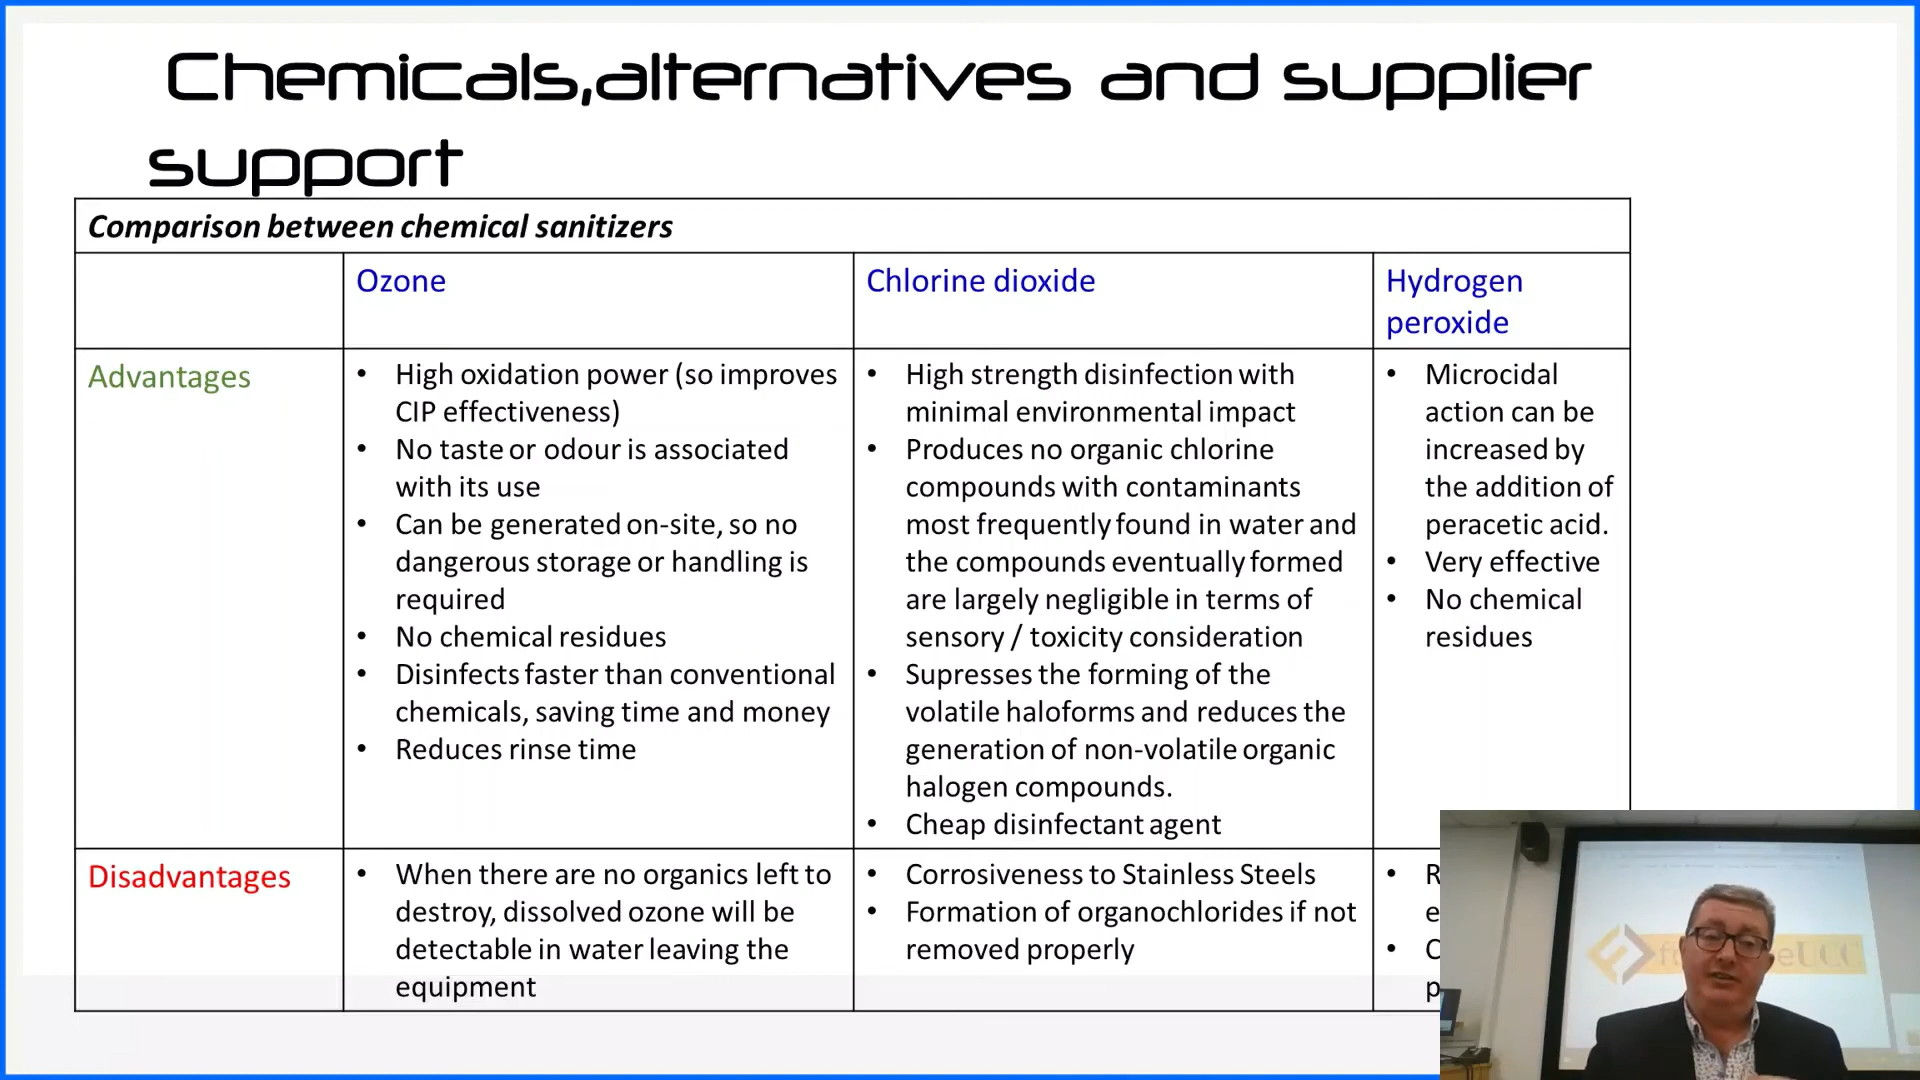 Chemicals,alternatives and supplier
support
Comparison between chemical sanitizers
Ozone
Chlorine dioxide
Hydrogen
peroxide
Advantages
• High oxidation power (so improves
CIP effectiveness)
• No taste or odour is associated
with its use
• Can be generated on-site, so no
dangerous storage or handling is
required
• No chemical residues
• Disinfects faster than conventional
chemicals, saving time and money
• Reduces rinse time
• High strength disinfection with
minimal environmental impact
• Produces no organic chlorine
compounds with contaminants
most frequently found in water and
the compounds eventually formed
are largely negligible in terms of
sensory / toxicity consideration
• Supresses the forming of the
volatile haloforms and reduces the
generation of non-volatile organic
halogen compounds.
• Cheap disinfectant agent
• Microcidal
action can be
increased by
the addition of
peracetic acid.
• Very effective
• No chemical
residues
Disadvantages
• When there are no organics left to
destroy, dissolved ozone will be
detectable in water leaving the
equipment
• Corrosiveness to Stainless Steels
• Formation of organochlorides if not
removed properly
UCC